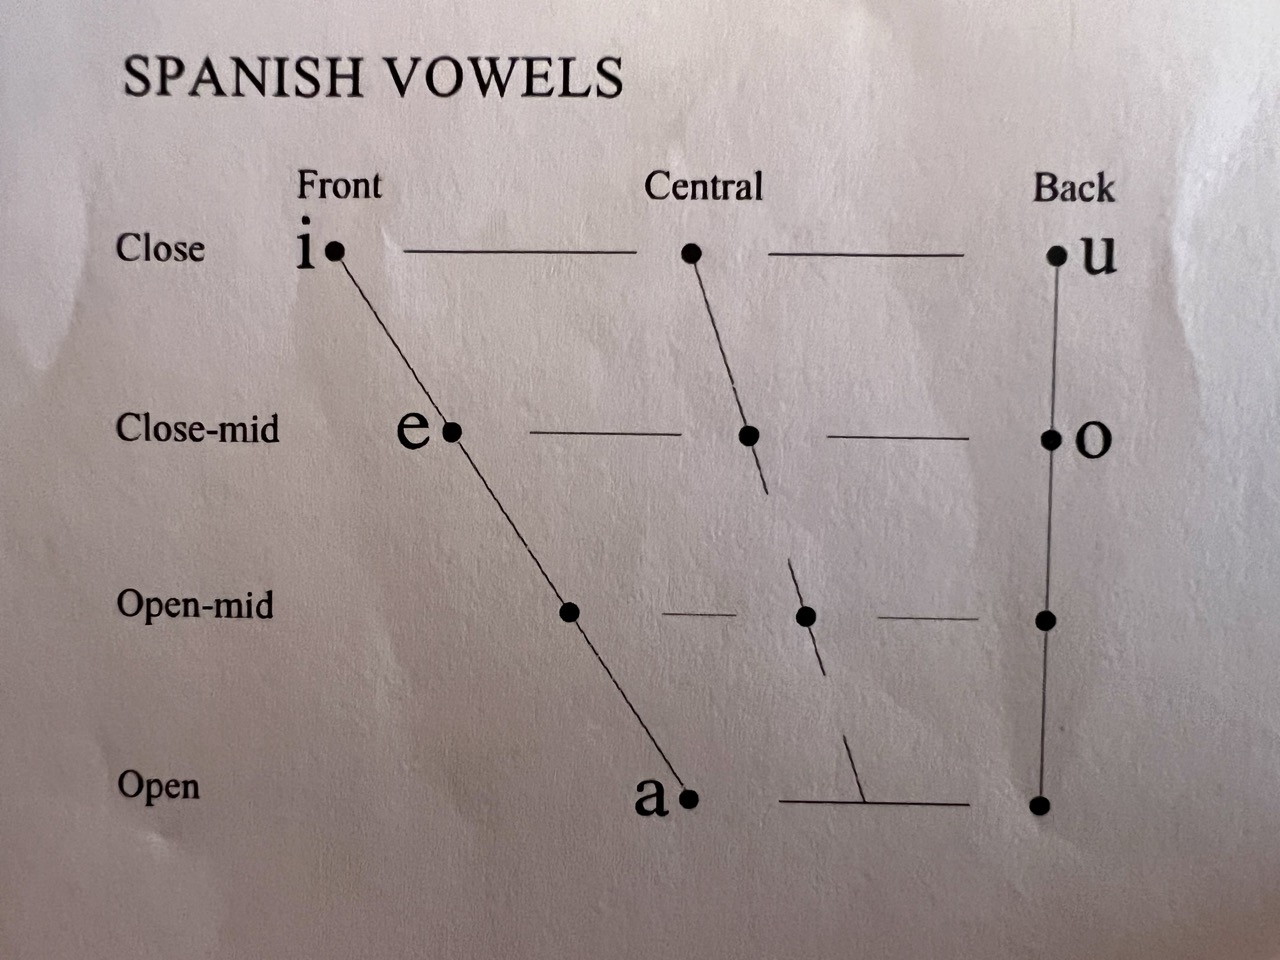 SPANISH VOWELS
Front Central Back
Close i u
Close-mid e o
Open-mid
Open a